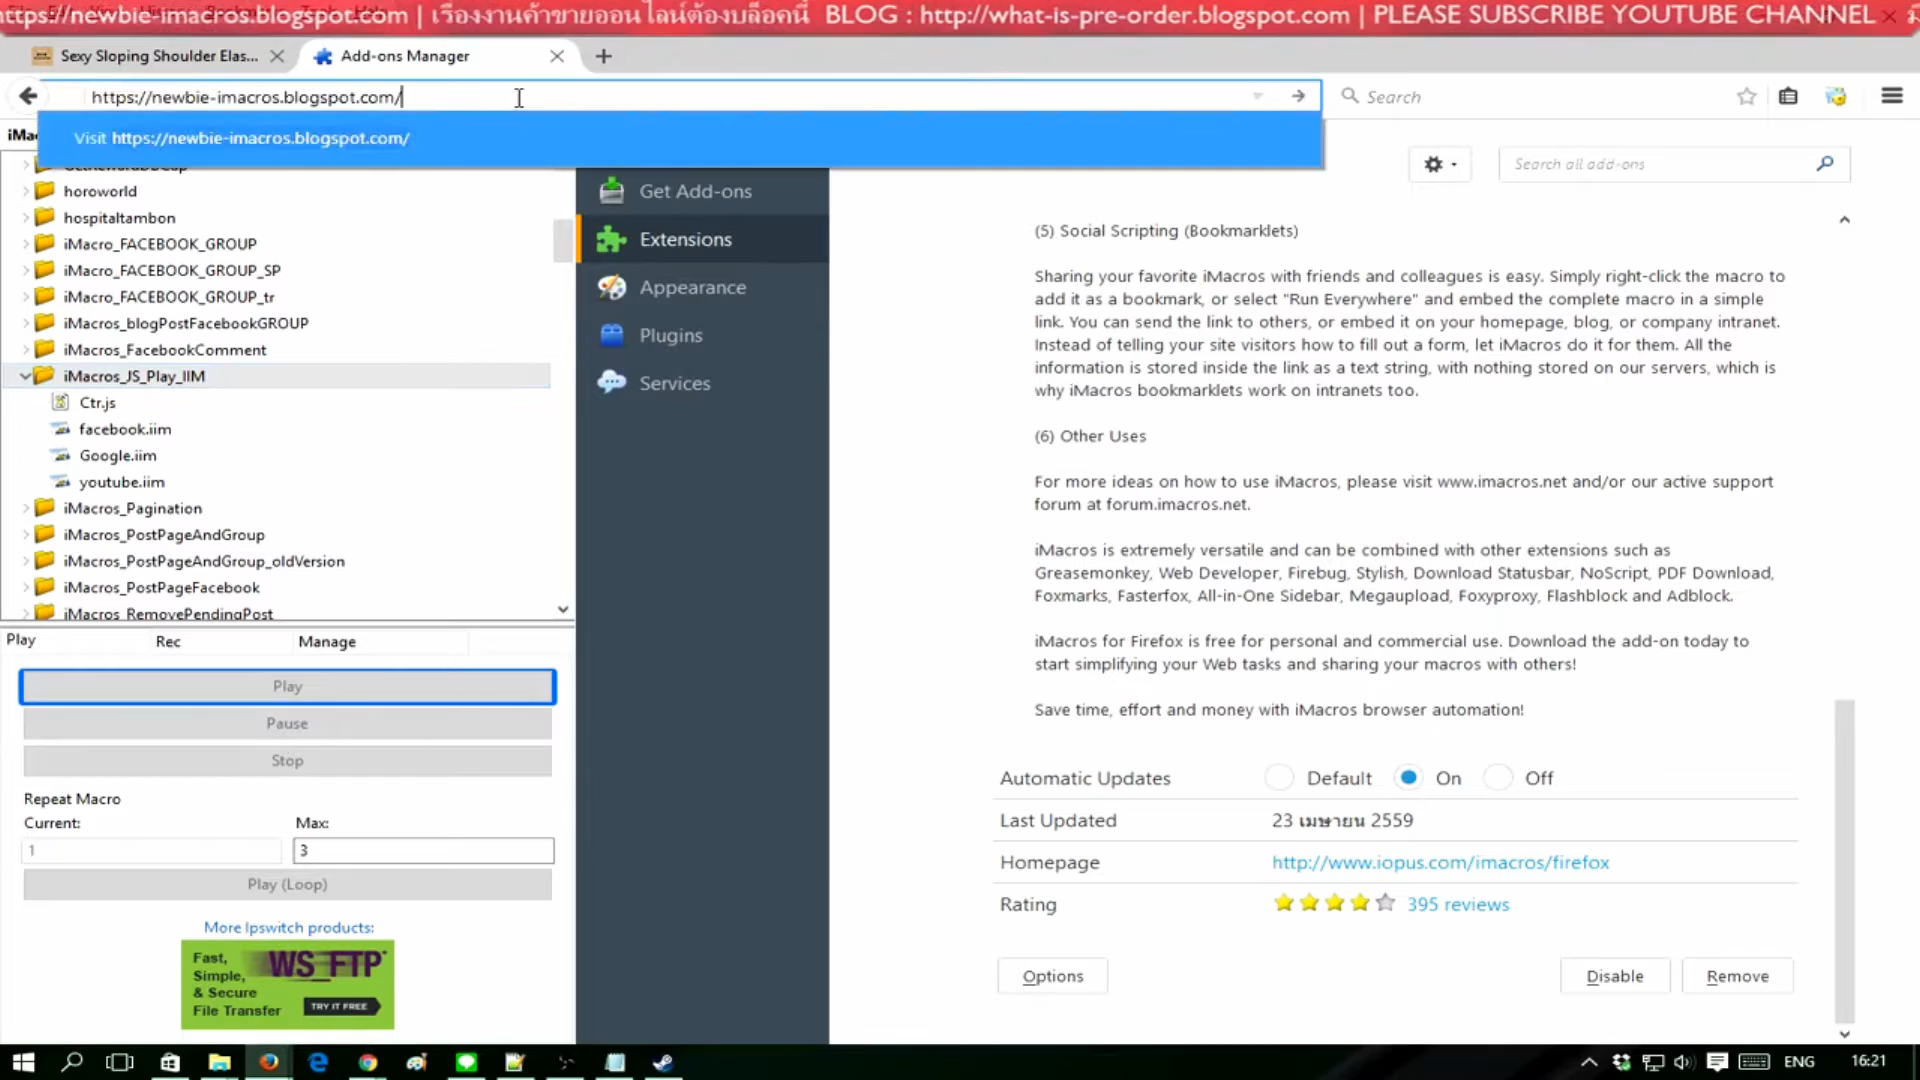 https://newbie-imacros.blogspot.com | เรื่องงานค้าขายออนไลน์ต้องบล็อคนี้ BLOG : http://what-is-pre-order.blogspot.com | PLEASE SUBSCRIBE YOUTUBE CHANNEL
Sexy Sloping Shoulder Elas...
Add-ons Manager
https://newbie-imacros.blogspot.com/
Search
Visit https://newbie-imacros.blogspot.com/
horoworld
hospitaltambon
iMacro_FACEBOOK_GROUP
iMacro_FACEBOOK_GROUP_SP
iMacro_FACEBOOK_GROUP_tr
iMacros_blogPostFacebookGROUP
iMacros_FacebookComment
iMacros_JS_Play_IIM
Ctr.js
facebook.iim
Google.iim
youtube.iim
iMacros_Pagination
iMacros_PostPageAndGroup
iMacros_PostPageAndGroup_oldVersion
iMacros_PostPageFacebook
iMacros_RemovePendingPost
Play
Rec
Manage
Play
Pause
Stop
Repeat Macro
Current:
Max:
1
3
Play (Loop)
More Ipswitch products:
Fast,
Simple,
& Secure
File Transfer
WS_FTP
TRY IT FREE
Get Add-ons
Extensions
Appearance
Plugins
Services
Search all add-ons
(5) Social Scripting (Bookmarklets)
Sharing your favorite iMacros with friends and colleagues is easy. Simply right-click the macro to
add it as a bookmark, or select "Run Everywhere" and embed the complete macro in a simple
link. You can send the link to others, or embed it on your homepage, blog, or company intranet.
Instead of telling your site visitors how to fill out a form, let iMacros do it for them. All the
information is stored inside the link as a text string, with nothing stored on our servers, which is
why iMacros bookmarklets work on intranets too.
(6) Other Uses
For more ideas on how to use iMacros, please visit www.imacros.net and/or our active support
forum at forum.imacros.net.
iMacros is extremely versatile and can be combined with other extensions such as
Greasemonkey, Web Developer, Firebug, Stylish, Download Statusbar, NoScript, PDF Download,
Foxmarks, Fasterfox, All-in-One Sidebar, Megaupload, Foxyproxy, Flashblock and Adblock.
iMacros for Firefox is free for personal and commercial use. Download the add-on today to
start simplifying your Web tasks and sharing your macros with others!
Save time, effort and money with iMacros browser automation!
Automatic Updates
Default
On
Off
Last Updated
23 เมษายน 2559
Homepage
http://www.iopus.com/imacros/firefox
Rating
395 reviews
Options
Disable
Remove
ENG
16:21